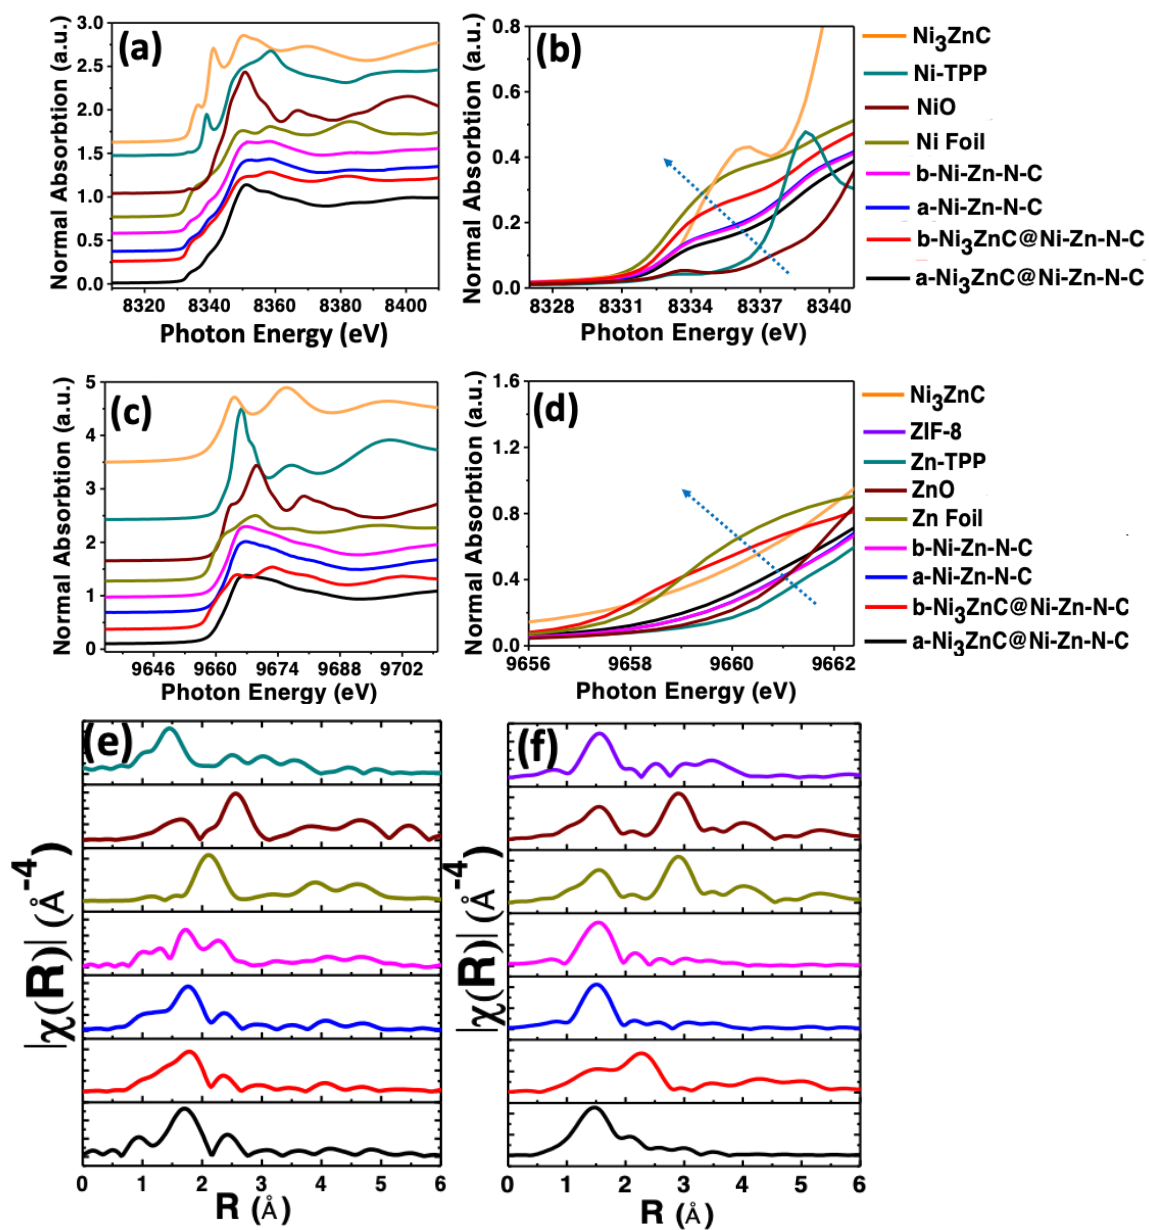 (a)
Normal Absorbtion (a.u.)
3.0
2.5
2.0
1.5
1.0
0.5
0.0
8320 8340 8360 8380 8400
Photon Energy (eV)
(b)
Normal Absorbtion (a.u.)
0.8
0.6
0.4
0.2
0.0
8328 8331 8334 8337 8340
Photon Energy (eV)
Ni₃ZnC
Ni-TPP
NiO
Ni Foil
b-Ni-Zn-N-C
a-Ni-Zn-N-C
b-Ni₃ZnC@Ni-Zn-N-C
a-Ni₃ZnC@Ni-Zn-N-C
(c)
Normal Absorbtion (a.u.)
5
4
3
2
1
0
9646 9660 9674 9688 9702
Photon Energy (eV)
(d)
Normal Absorbtion (a.u.)
1.6
1.2
0.8
0.4
0.0
9656 9658 9660 9662
Photon Energy (eV)
Ni₃ZnC
ZIF-8
Zn-TPP
ZnO
Zn Foil
b-Ni-Zn-N-C
a-Ni-Zn-N-C
b-Ni₃ZnC@Ni-Zn-N-C
a-Ni₃ZnC@Ni-Zn-N-C
(e)
|χ(R)| (Å⁻⁴)
0 1 2 3 4 5 6
R (Å)
(f)
|χ(R)| (Å⁻⁴)
0 1 2 3 4 5 6
R (Å)